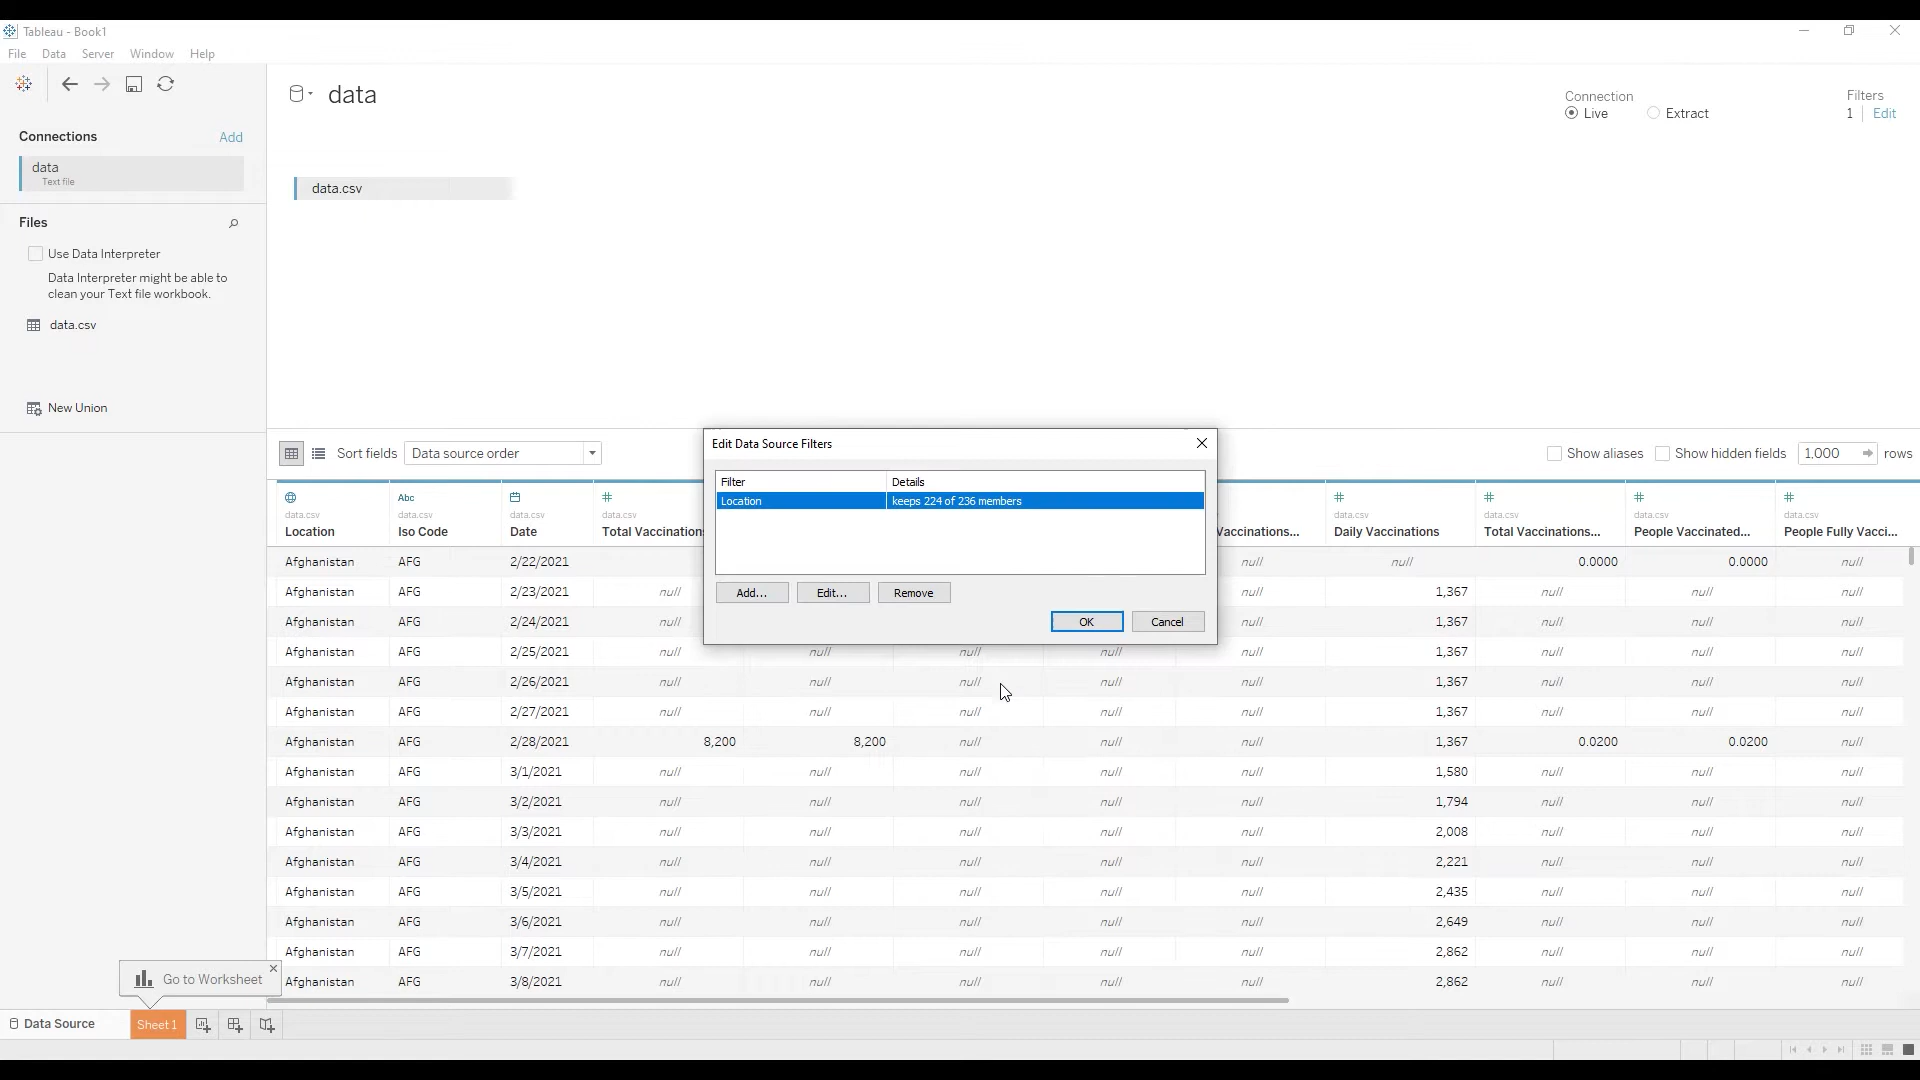 Tableau - Book1
File Data Server Window Help
data
Connection
Live Extract
Filters
1 Edit
Connections Add
data
Text file
data.csv
Files
Use Data Interpreter
Data Interpreter might be able to
clean your Text file workbook.
data.csv
New Union
Sort fields Data source order
Show aliases Show hidden fields 1,000 rows
Edit Data Source Filters
Filter Details
Location keeps 224 of 236 members
Add... Edit... Remove
OK Cancel
Abc
data.csv data.csv data.csv data.csv data.csv data.csv data.csv data.csv
Location Iso Code Date Total Vaccination Vaccinations... Daily Vaccinations Total Vaccinations... People Vaccinated... People Fully Vacci...
Afghanistan AFG 2/22/2021 null null 0.0000 0.0000 null
Afghanistan AFG 2/23/2021 null null 1,367 null null null
Afghanistan AFG 2/24/2021 null null 1,367 null null null
Afghanistan AFG 2/25/2021 null null null null null 1,367 null null null
Afghanistan AFG 2/26/2021 null null null null null 1,367 null null null
Afghanistan AFG 2/27/2021 null null null null null 1,367 null null null
Afghanistan AFG 2/28/2021 8,200 8,200 null null null 1,367 0.0200 0.0200 null
Afghanistan AFG 3/1/2021 null null null null null 1,580 null null null
Afghanistan AFG 3/2/2021 null null null null null 1,794 null null null
Afghanistan AFG 3/3/2021 null null null null null 2,008 null null null
Afghanistan AFG 3/4/2021 null null null null null 2,221 null null null
Afghanistan AFG 3/5/2021 null null null null null 2,435 null null null
Afghanistan AFG 3/6/2021 null null null null null 2,649 null null null
Afghanistan AFG 3/7/2021 null null null null null 2,862 null null null
Afghanistan AFG 3/8/2021 null null null null null 2,862 null null null
Go to Worksheet
Data Source Sheet 1